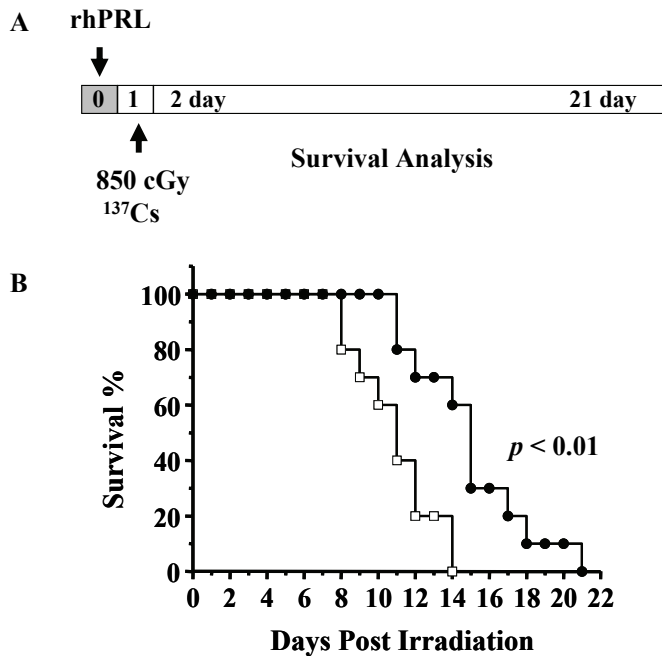 A
rhPRL
0 1 2 day 21 day
850 cGy
¹³⁷Cs
Survival Analysis
B
Survival %
100
80
60
40
20
0
p < 0.01
0 2 4 6 8 10 12 14 16 18 20 22
Days Post Irradiation